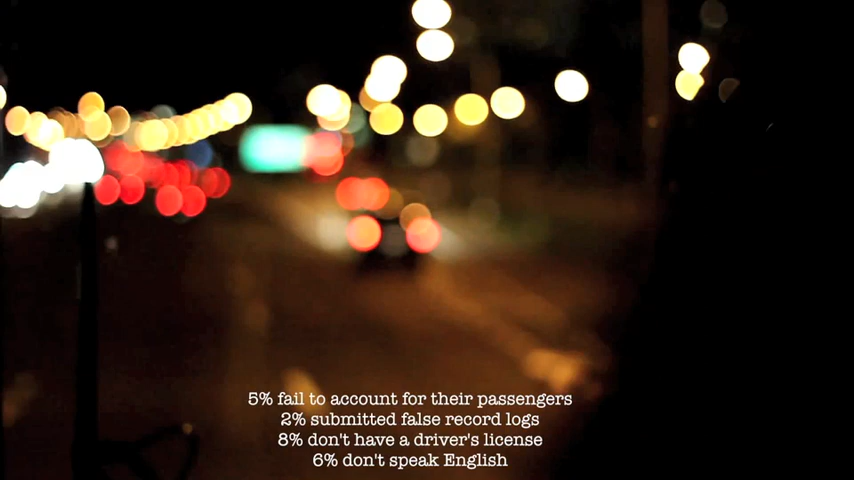 5% fail to account for their passengers
2% submitted false record logs
8% don't have a driver's license
6% don't speak English